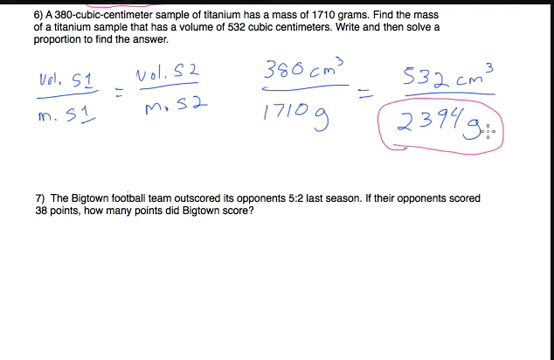 6) A 380-cubic-centimeter sample of titanium has a mass of 1710 grams. Find the mass
of a titanium sample that has a volume of 532 cubic centimeters. Write and then solve a
proportion to find the answer.
Vol. S1 / m. S1 = Vol. S2 / m. S2   380 cm³ / 1710 g = 532 cm³ / 2394 g
7) The Bigtown football team outscored its opponents 5:2 last season. If their opponents scored
38 points, how many points did Bigtown score?